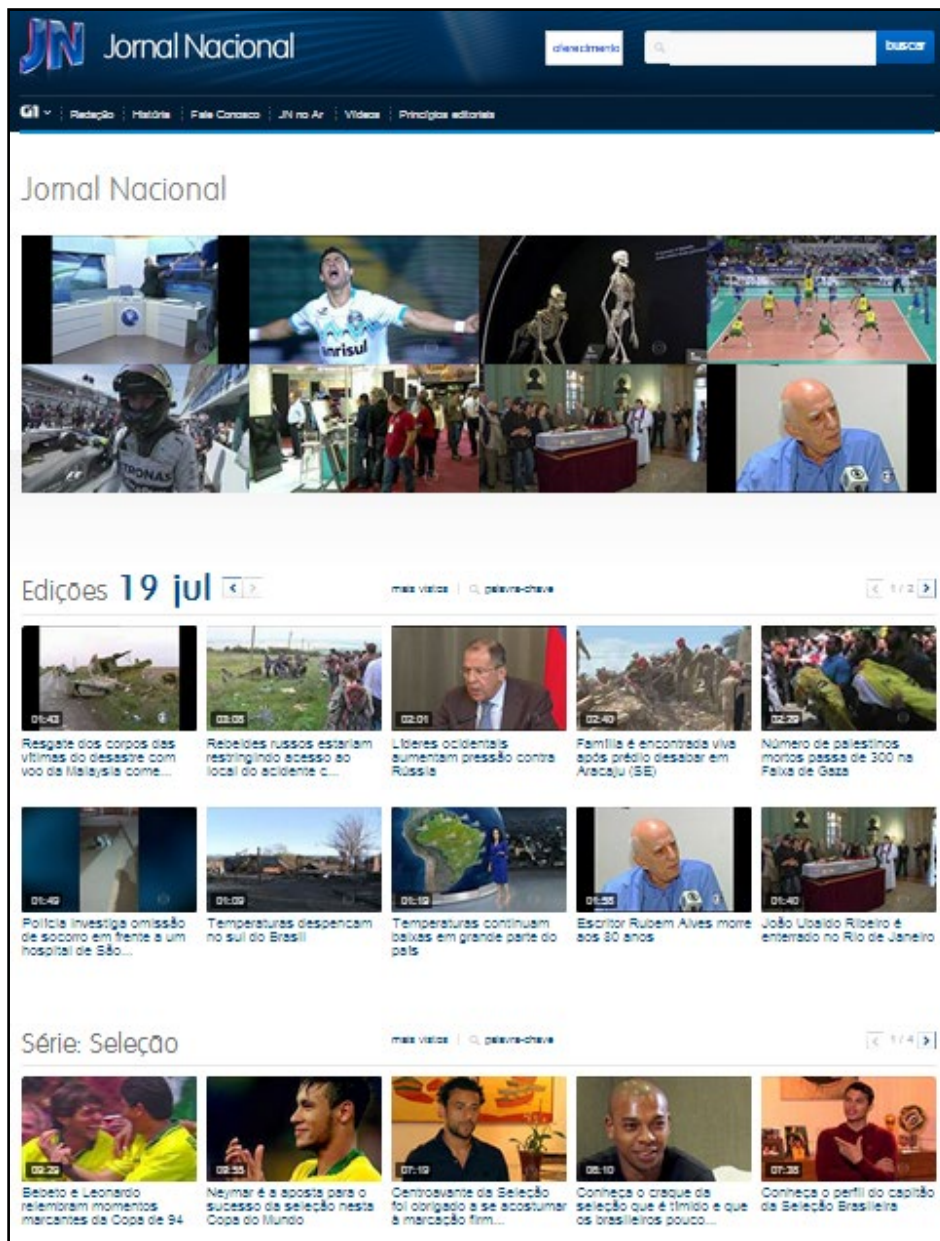 JN Jornal Nacional
oferecimento
buscar
G1
Redação
História
Fale Conosco
JN no Ar
Vídeos
Princípios editoriais
Jornal Nacional
inrisul
PETRONAS
Edições 19 jul
mais vistos
palavra-chave
1 / 2
01:43
03:08
02:01
02:40
02:29
Resgate dos corpos das
vítimas do desastre com
voo da Malaysia come...
Rebeldes russos estariam
restringindo acesso ao
local do acidente c...
Líderes ocidentais
aumentam pressão contra
Rússia
Família é encontrada viva
após prédio desabar em
Aracaju (SE)
Número de palestinos
mortos passa de 300 na
Faixa de Gaza
01:49
01:09
01:19
01:40
Polícia investiga omissão
de socorro em frente a um
hospital de São...
Temperaturas despencam
no sul do Brasil
Temperaturas continuam
baixas em grande parte do
país
Escritor Rubem Alves morre
aos 80 anos
João Ubaldo Ribeiro é
enterrado no Rio de Janeiro
Série: Seleção
mais vistos
palavra-chave
1 / 4
09:29
07:19
Bebeto e Leonardo
relembram momentos
marcantes da Copa de 94
Neymar é a aposta para o
sucesso da seleção nesta
Copa do Mundo
Centroavante da Seleção
foi obrigado a se acostumar
à marcação firm...
Conheça o craque da
seleção que é tímido e que
os brasileiros pouco...
Conheça o perfil do capitão
da Seleção Brasileira